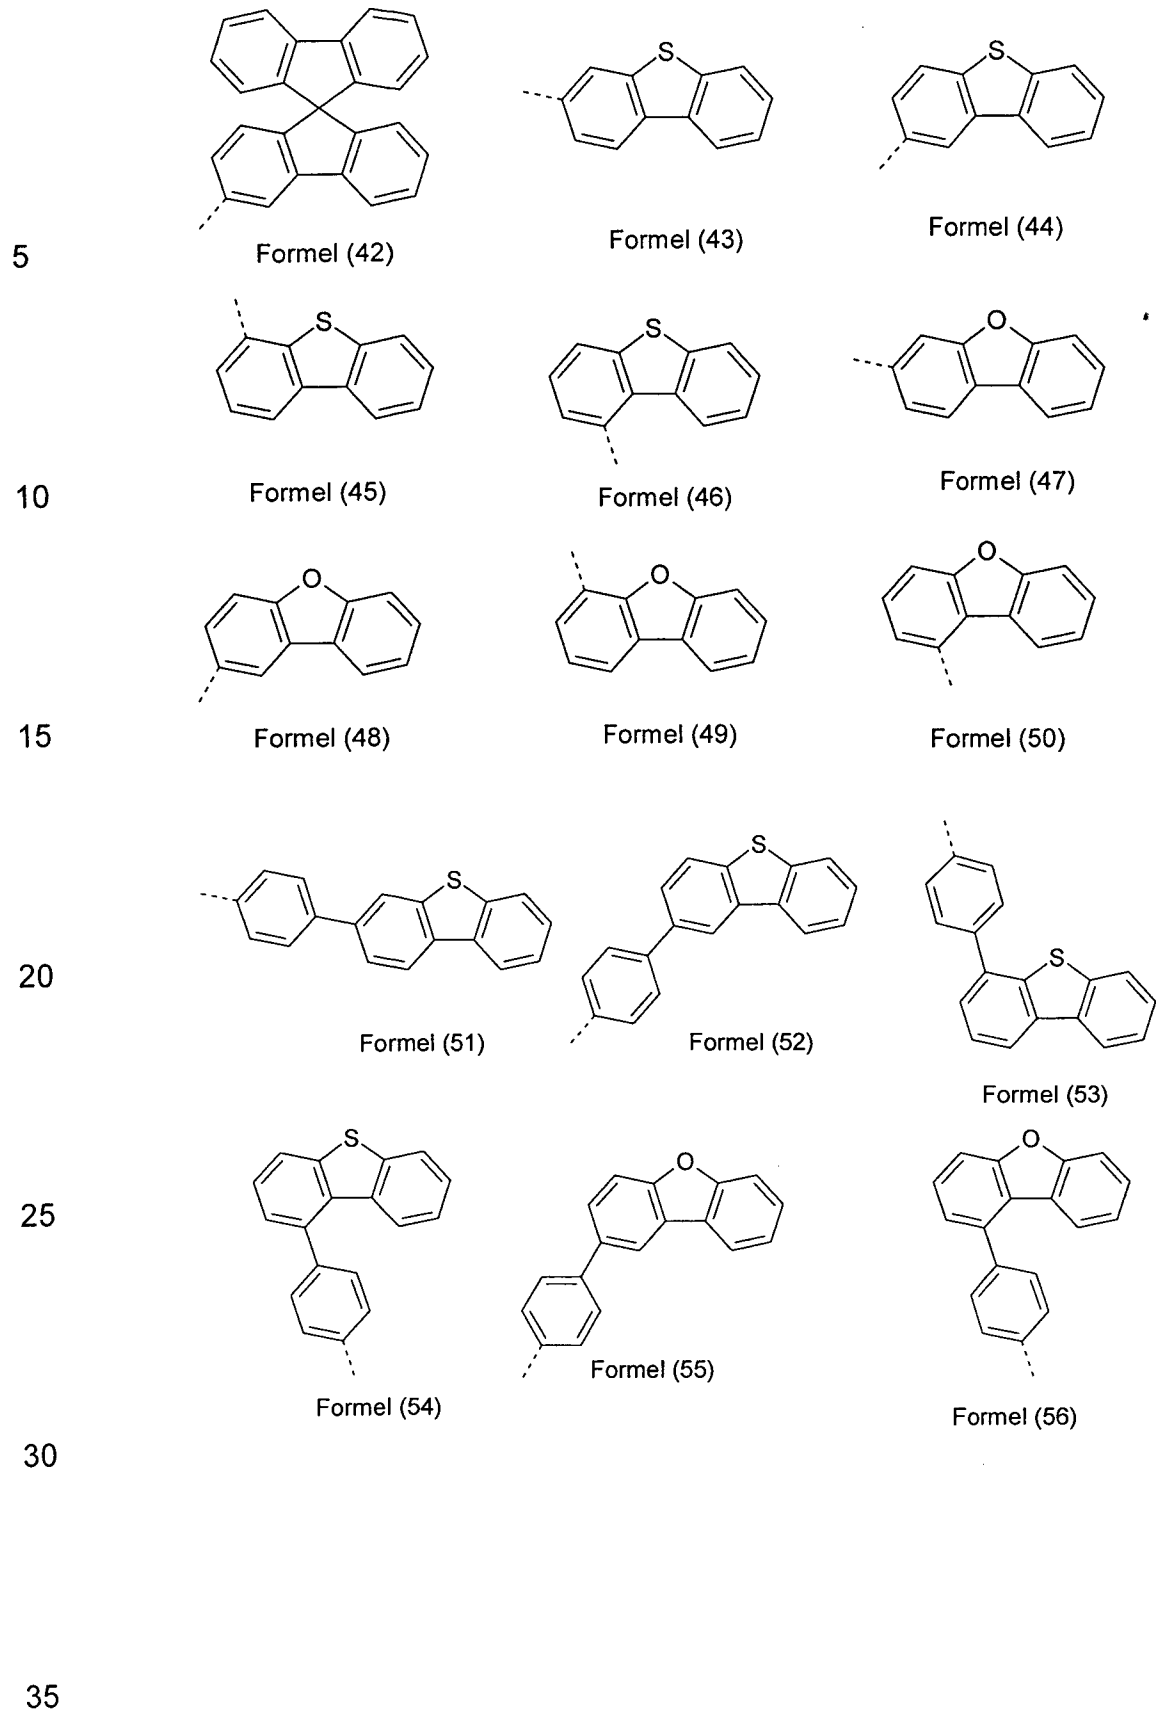 S
S
5
Formel (42)
Formel (43)
Formel (44)
S
S
O
10
Formel (45)
Formel (46)
Formel (47)
O
O
O
15
Formel (48)
Formel (49)
Formel (50)
S
S
S
20
Formel (51)
Formel (52)
Formel (53)
S
O
O
25
Formel (54)
Formel (55)
Formel (56)
30
35